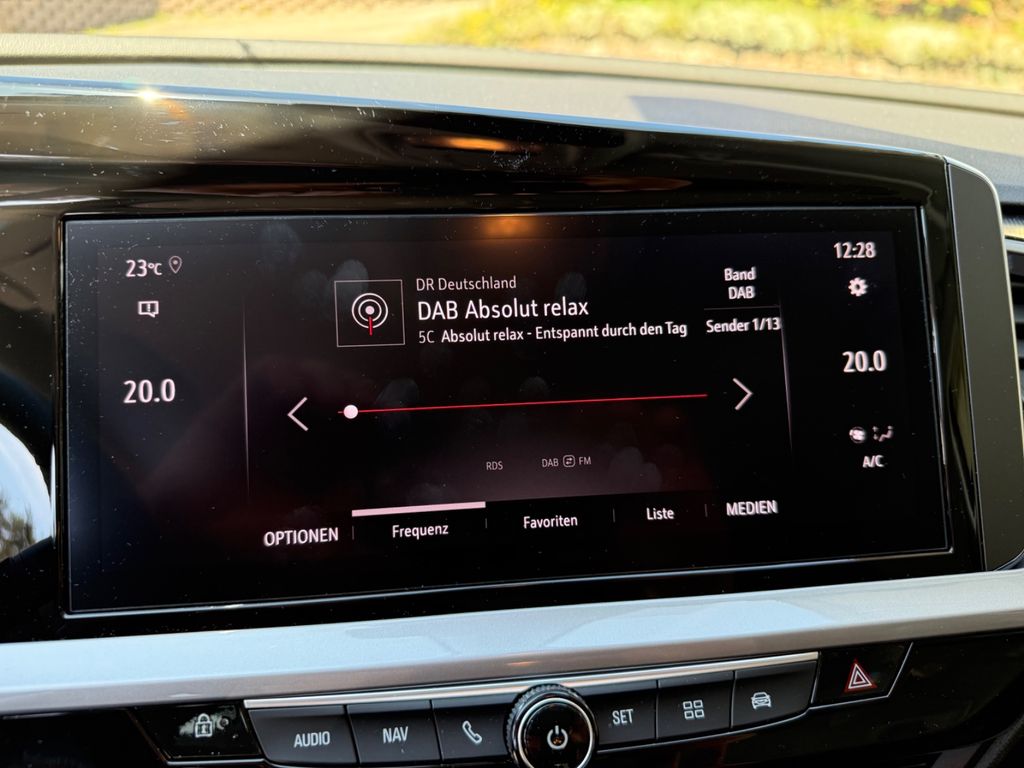 23°C
12:28
DR Deutschland
DAB Absolut relax
5C Absolut relax - Entspannt durch den Tag
Band
DAB
Sender 1/13
20.0
20.0
RDS
DAB FM
A/C
OPTIONEN
Frequenz
Favoriten
Liste
MEDIEN
AUDIO
NAV
SET